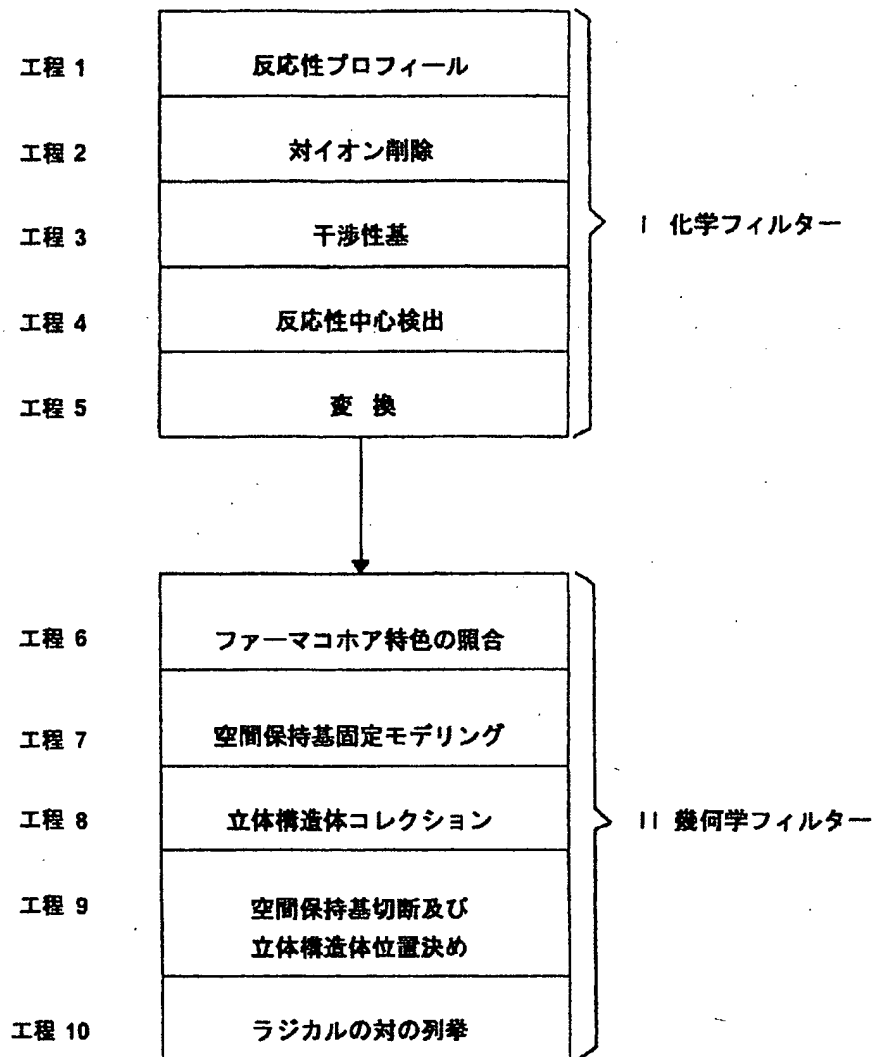 工程 1 反応性プロフィール
工程 2 対イオン削除
工程 3 干渉性基
I 化学フィルター
工程 4 反応性中心検出
工程 5 変 換
工程 6 ファーマコホア特色の照合
工程 7 空間保持基固定モデリング
工程 8 立体構造体コレクション
II 幾何学フィルター
工程 9 空間保持基切断及び
立体構造体位置決め
工程 10 ラジカルの対の列挙